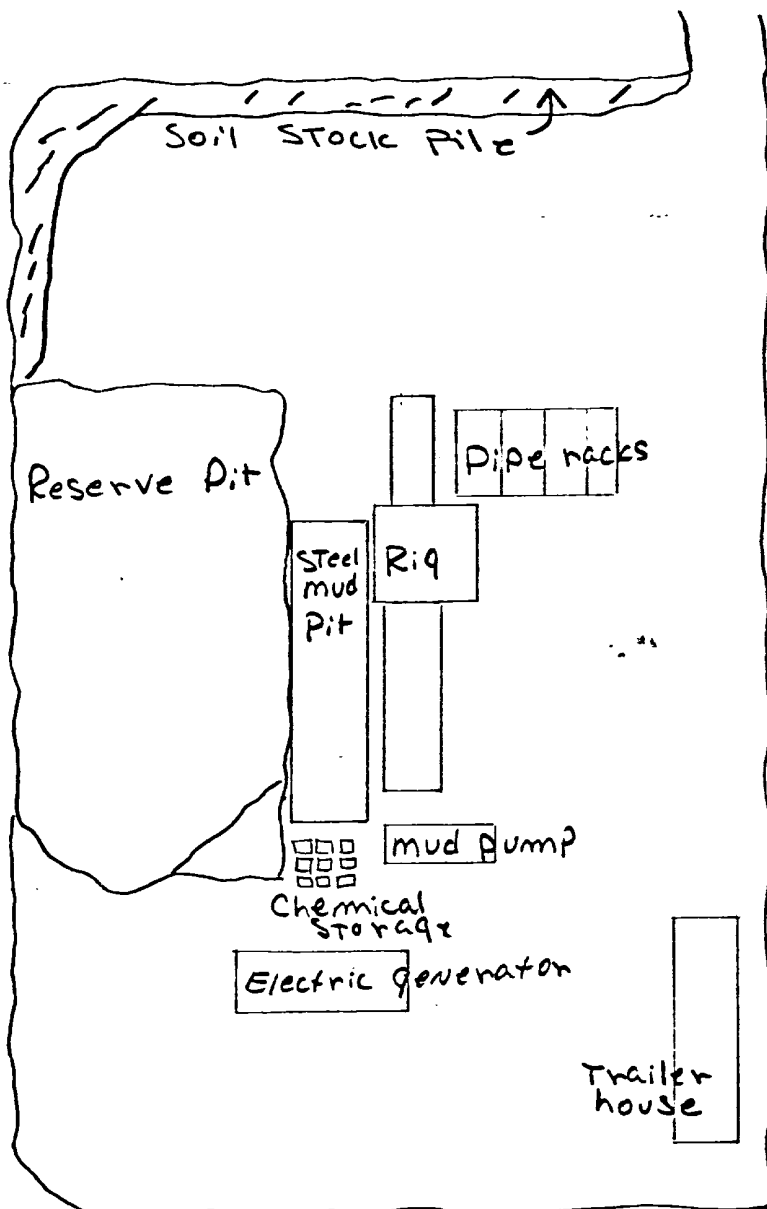 Soil STock Pile
Reserve Pit
Pipe racks
STeel
mud
Pit
Rig
mud pump
Chemical
STorage
Electric generator
Trailer
house